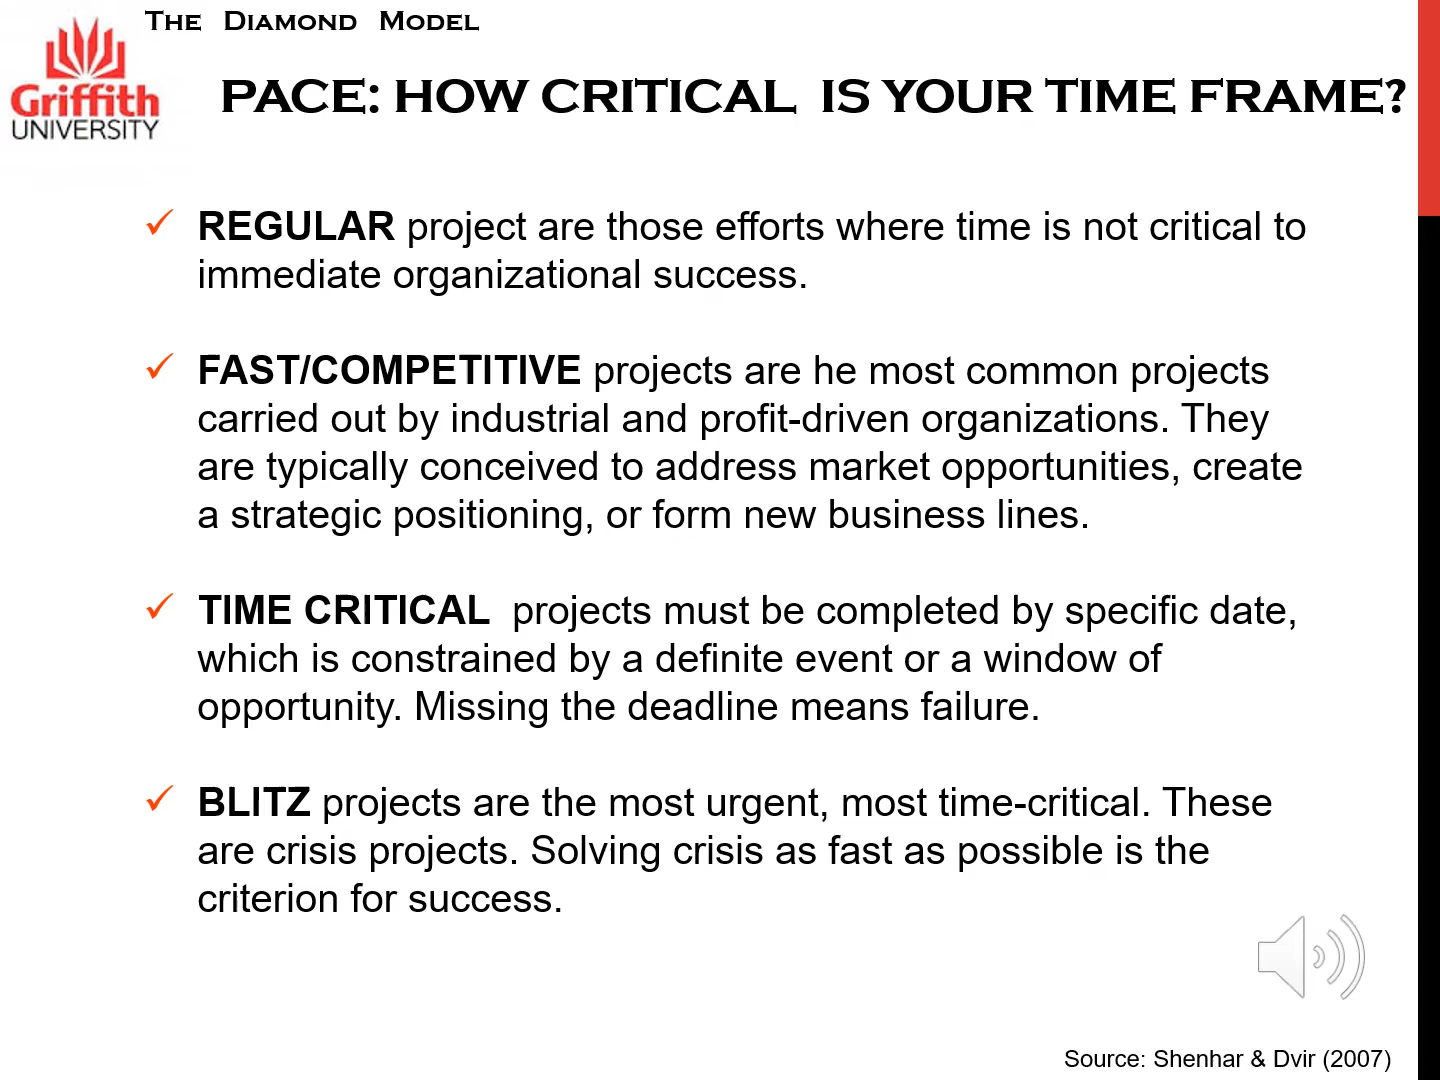 The Diamond Model
Griffith
UNIVERSITY
PACE: HOW CRITICAL IS YOUR TIME FRAME?
✓ REGULAR project are those efforts where time is not critical to
immediate organizational success.
✓ FAST/COMPETITIVE projects are he most common projects
carried out by industrial and profit-driven organizations. They
are typically conceived to address market opportunities, create
a strategic positioning, or form new business lines.
✓ TIME CRITICAL projects must be completed by specific date,
which is constrained by a definite event or a window of
opportunity. Missing the deadline means failure.
✓ BLITZ projects are the most urgent, most time-critical. These
are crisis projects. Solving crisis as fast as possible is the
criterion for success.
Source: Shenhar & Dvir (2007)